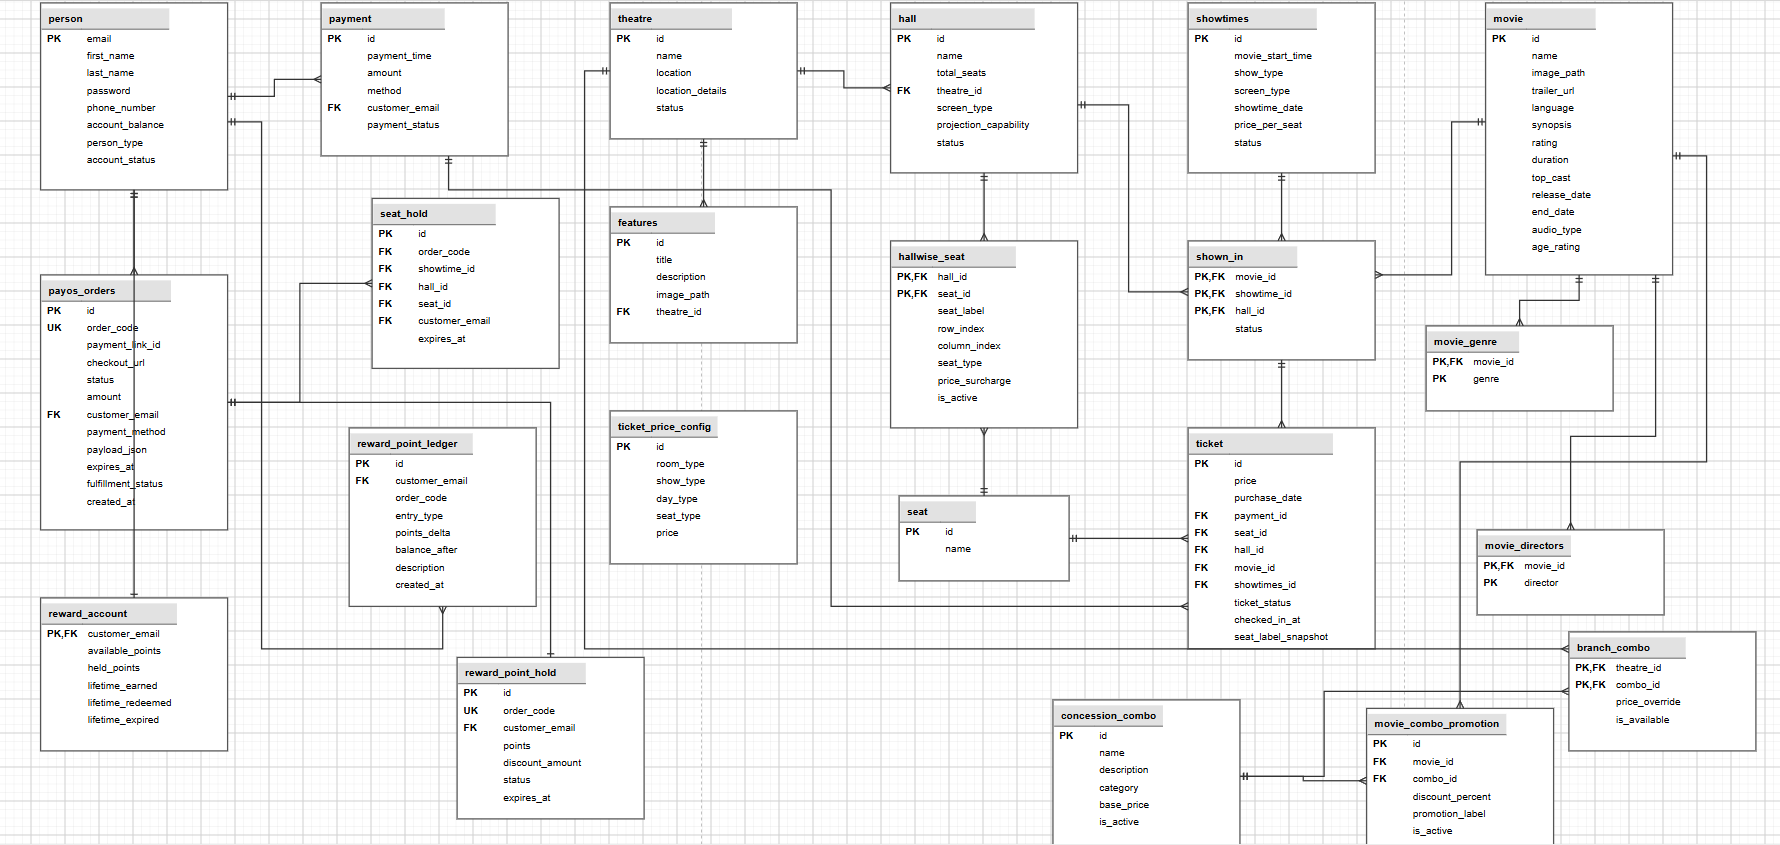 person
PK email
first_name
last_name
password
phone_number
account_balance
person_type
account_status
payment
PK id
payment_time
amount
method
FK customer_email
payment_status
theatre
PK id
name
location
location_details
status
hall
PK id
name
total_seats
FK theatre_id
screen_type
projection_capability
status
showtimes
PK id
movie_start_time
show_type
screen_type
showtime_date
price_per_seat
status
movie
PK id
name
image_path
trailer_url
language
synopsis
rating
duration
top_cast
release_date
end_date
audio_type
age_rating
seat_hold
PK id
FK order_code
FK showtime_id
FK hall_id
FK seat_id
FK customer_email
expires_at
features
PK id
title
description
image_path
FK theatre_id
hallwise_seat
PK,FK hall_id
PK,FK seat_id
seat_label
row_index
column_index
seat_type
price_surcharge
is_active
shown_in
PK,FK movie_id
PK,FK showtime_id
PK,FK hall_id
status
payos_orders
PK id
UK order_code
payment_link_id
checkout_url
status
amount
FK customer_email
payment_method
payload_json
expires_at
fulfillment_status
created_at
movie_genre
PK,FK movie_id
PK genre
reward_point_ledger
PK id
FK customer_email
order_code
entry_type
points_delta
balance_after
description
created_at
ticket_price_config
PK id
room_type
show_type
day_type
seat_type
price
ticket
PK id
price
purchase_date
FK payment_id
FK seat_id
FK hall_id
FK movie_id
FK showtimes_id
ticket_status
checked_in_at
seat_label_snapshot
seat
PK id
name
movie_directors
PK,FK movie_id
PK director
reward_account
PK,FK customer_email
available_points
held_points
lifetime_earned
lifetime_redeemed
lifetime_expired
reward_point_hold
PK id
UK order_code
FK customer_email
points
discount_amount
status
expires_at
branch_combo
PK,FK theatre_id
PK,FK combo_id
price_override
is_available
concession_combo
PK id
name
description
category
base_price
is_active
movie_combo_promotion
PK id
FK movie_id
FK combo_id
discount_percent
promotion_label
is_active